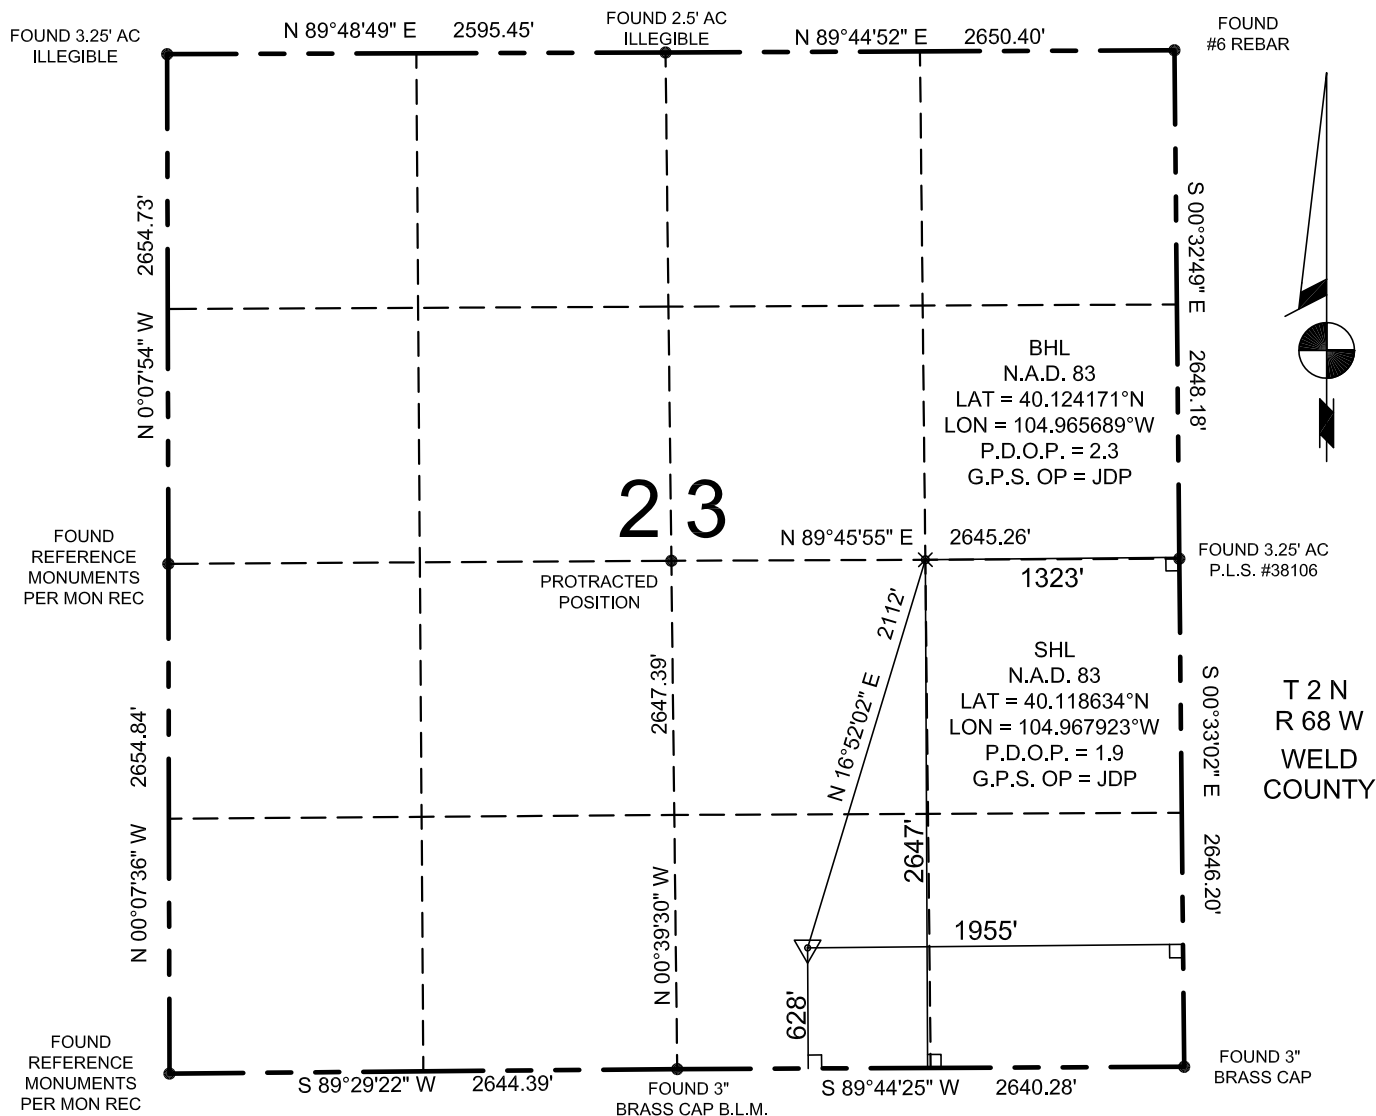 FOUND 3.25' AC
ILLEGIBLE
N 89°48'49" E 2595.45'
FOUND 2.5' AC
ILLEGIBLE
N 89°44'52" E 2650.40'
FOUND
#6 REBAR
N 0°07'54" W 2654.73'
S 00°32'49" E 2648.18'
BHL
N.A.D. 83
LAT = 40.124171°N
LON = 104.965689°W
P.D.O.P. = 2.3
G.P.S. OP = JDP
23
FOUND
REFERENCE
MONUMENTS
PER MON REC
PROTRACTED
POSITION
N 89°45'55" E 2645.26'
1323'
FOUND 3.25' AC
P.L.S. #38106
N 16°52'02" E 2112'
SHL
N.A.D. 83
LAT = 40.118634°N
LON = 104.967923°W
P.D.O.P. = 1.9
G.P.S. OP = JDP
T 2 N
R 68 W
WELD
COUNTY
N 00°07'36" W 2654.84'
N 00°39'30" W 2647.39'
2647'
S 00°33'02" E 2646.20'
1955'
628'
FOUND
REFERENCE
MONUMENTS
PER MON REC
S 89°29'22" W 2644.39'
FOUND 3"
BRASS CAP B.L.M.
S 89°44'25" W 2640.28'
FOUND 3"
BRASS CAP